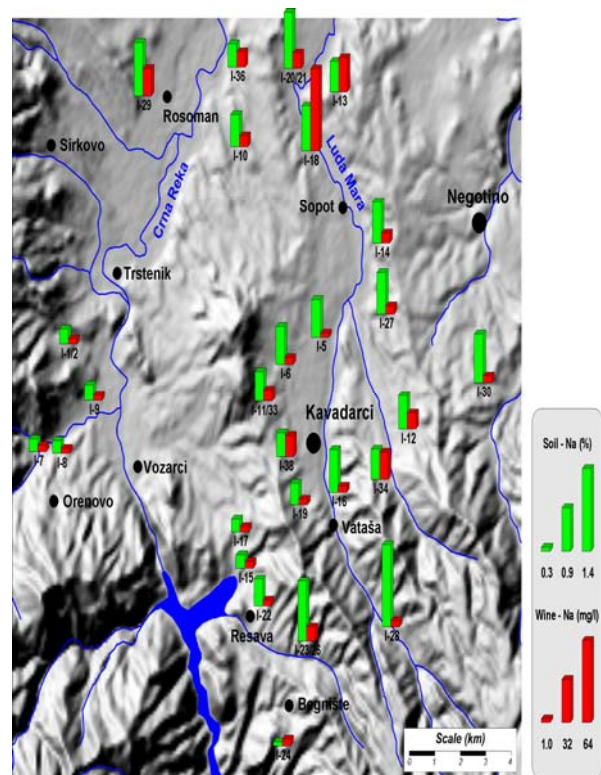 I-36
I-20/21
I-13
I-29
Rosoman
I-10
I-18
Sirkovo
Crna Reka
Luda Mara
Sopot
Negotino
I-14
Trstenik
I-27
I-5
I-1/2
I-6
I-30
I-9
I-11/33
I-12
Kavadarci
I-7
I-8
I-38
Vozarci
I-16
I-34
Orenovo
I-19
I-17
Vataša
I-15
I-22
Resava
I-23/26
I-28
Begnište
I-24
Scale (km)
0 1 2 3 4
Soil - Na (%)
0.3 0.9 1.4
Wine - Na (mg/l)
1.0 32 64